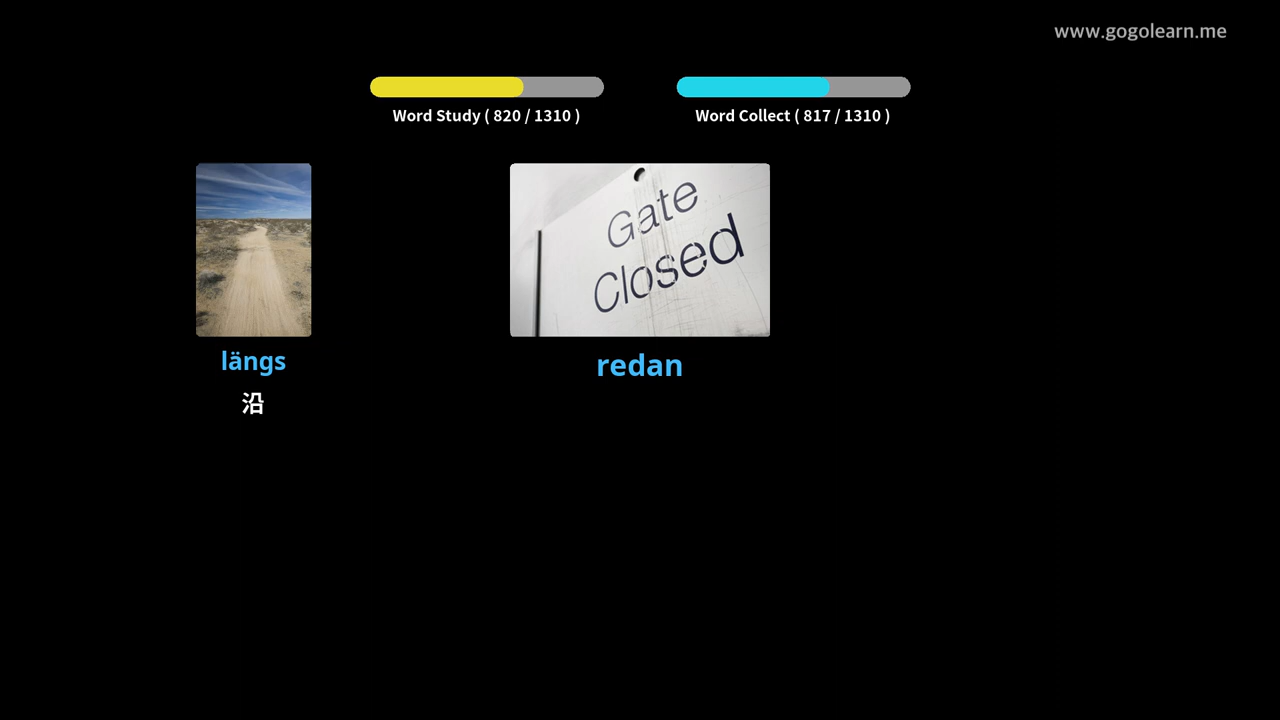 www.gogolearn.me
Word Study ( 820 / 1310 )
Word Collect ( 817 / 1310 )
Gate
Closed
längs
沿
redan